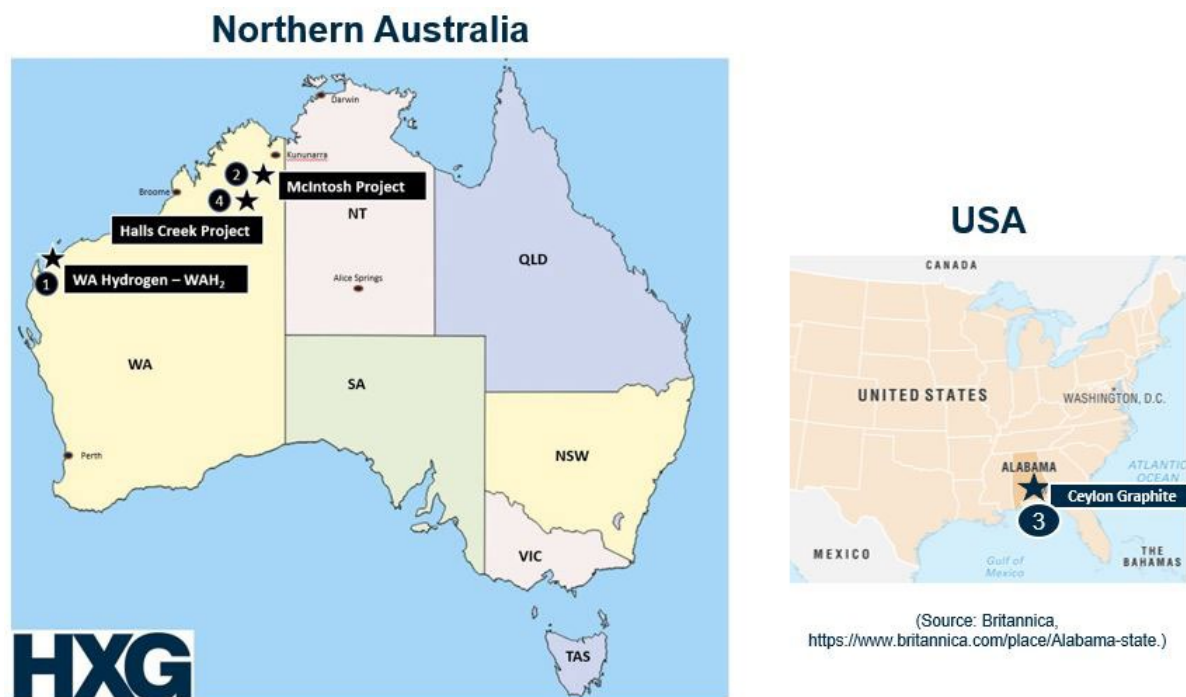 Northern Australia
Darwin
Kununurra
2
McIntosh Project
Broome
4
NT
Halls Creek Project
QLD
1
WA Hydrogen – WAH₂
Alice Springs
WA
SA
Perth
NSW
VIC
TAS
HXG
USA
CANADA
UNITED STATES
WASHINGTON, D.C.
ALABAMA
ATLANTIC
OCEAN
Ceylon Graphite
3
MEXICO
Gulf of
Mexico
THE
BAHAMAS
(Source: Britannica,
https://www.britannica.com/place/Alabama-state.)